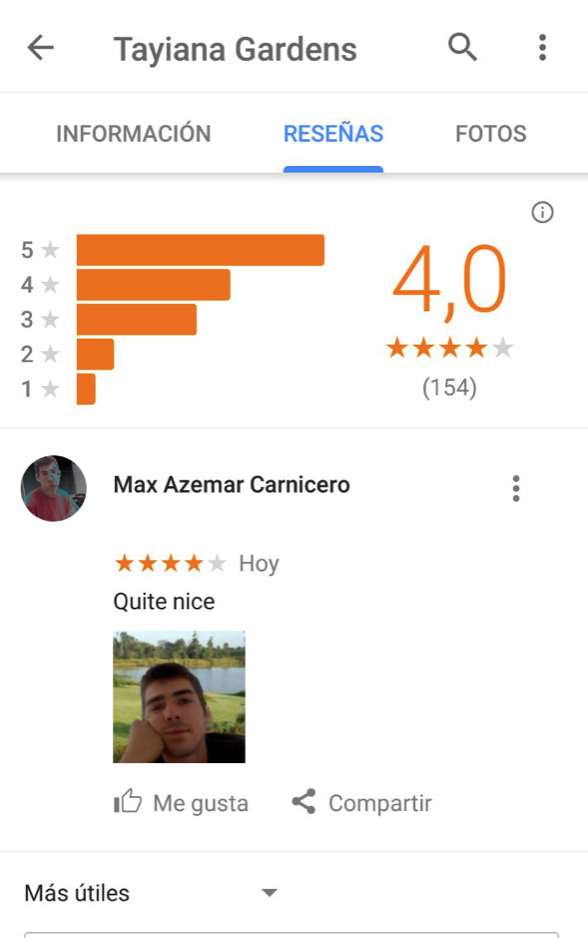 Tayiana Gardens
INFORMACIÓN RESEÑAS FOTOS
5
4
3
2
1
4,0
(154)
Max Azemar Carnicero
Hoy
Quite nice
Me gusta Compartir
Más útiles